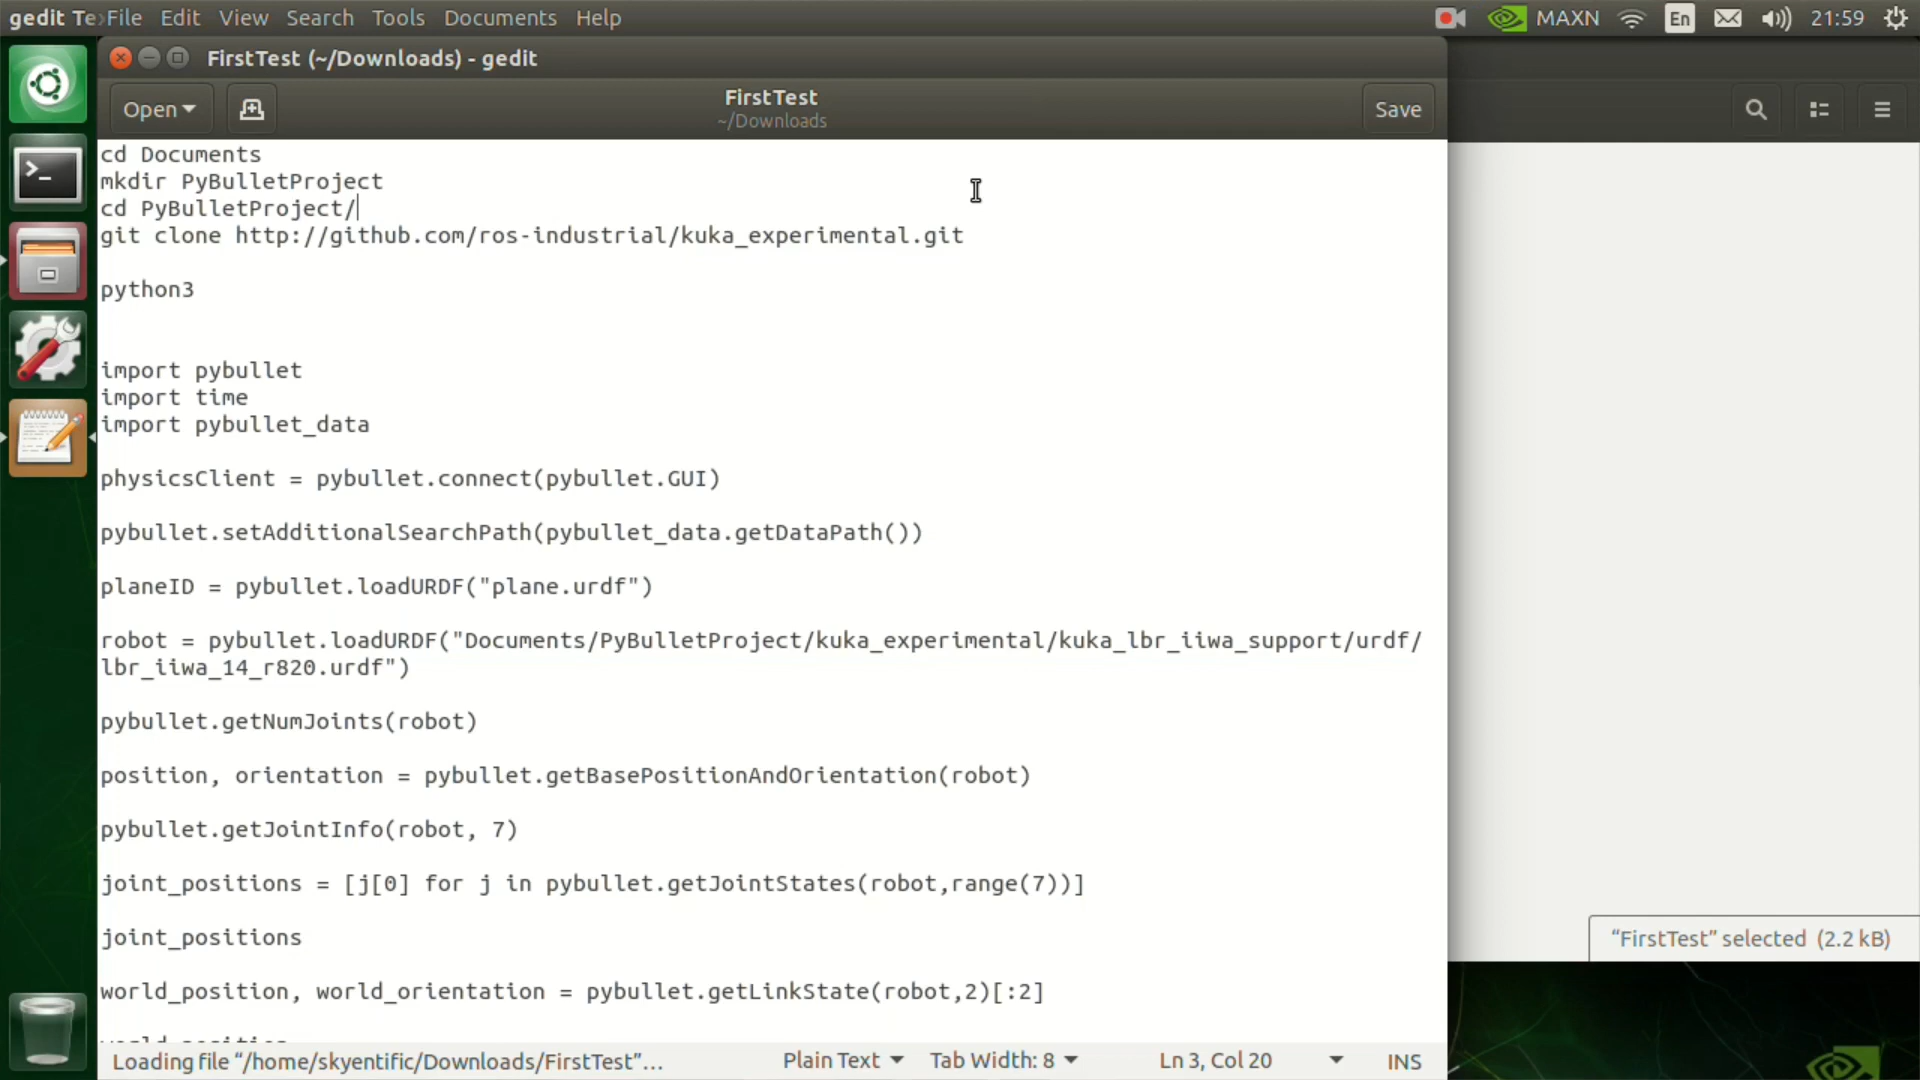 gedit Te File Edit View Search Tools Documents Help
MAXN En 21:59
FirstTest (~/Downloads) - gedit
Open
FirstTest
~/Downloads
Save
cd Documents
mkdir PyBulletProject
cd PyBulletProject/
git clone http://github.com/ros-industrial/kuka_experimental.git
python3
import pybullet
import time
import pybullet_data
physicsClient = pybullet.connect(pybullet.GUI)
pybullet.setAdditionalSearchPath(pybullet_data.getDataPath())
planeID = pybullet.loadURDF("plane.urdf")
robot = pybullet.loadURDF("Documents/PyBulletProject/kuka_experimental/kuka_lbr_iiwa_support/urdf/
lbr_iiwa_14_r820.urdf")
pybullet.getNumJoints(robot)
position, orientation = pybullet.getBasePositionAndOrientation(robot)
pybullet.getJointInfo(robot, 7)
joint_positions = [j[0] for j in pybullet.getJointStates(robot,range(7))]
joint_positions
world_position, world_orientation = pybullet.getLinkState(robot,2)[:2]
“FirstTest” selected (2.2 kB)
Loading file “/home/skyentific/Downloads/FirstTest”… Plain Text Tab Width: 8 Ln 3, Col 20 INS